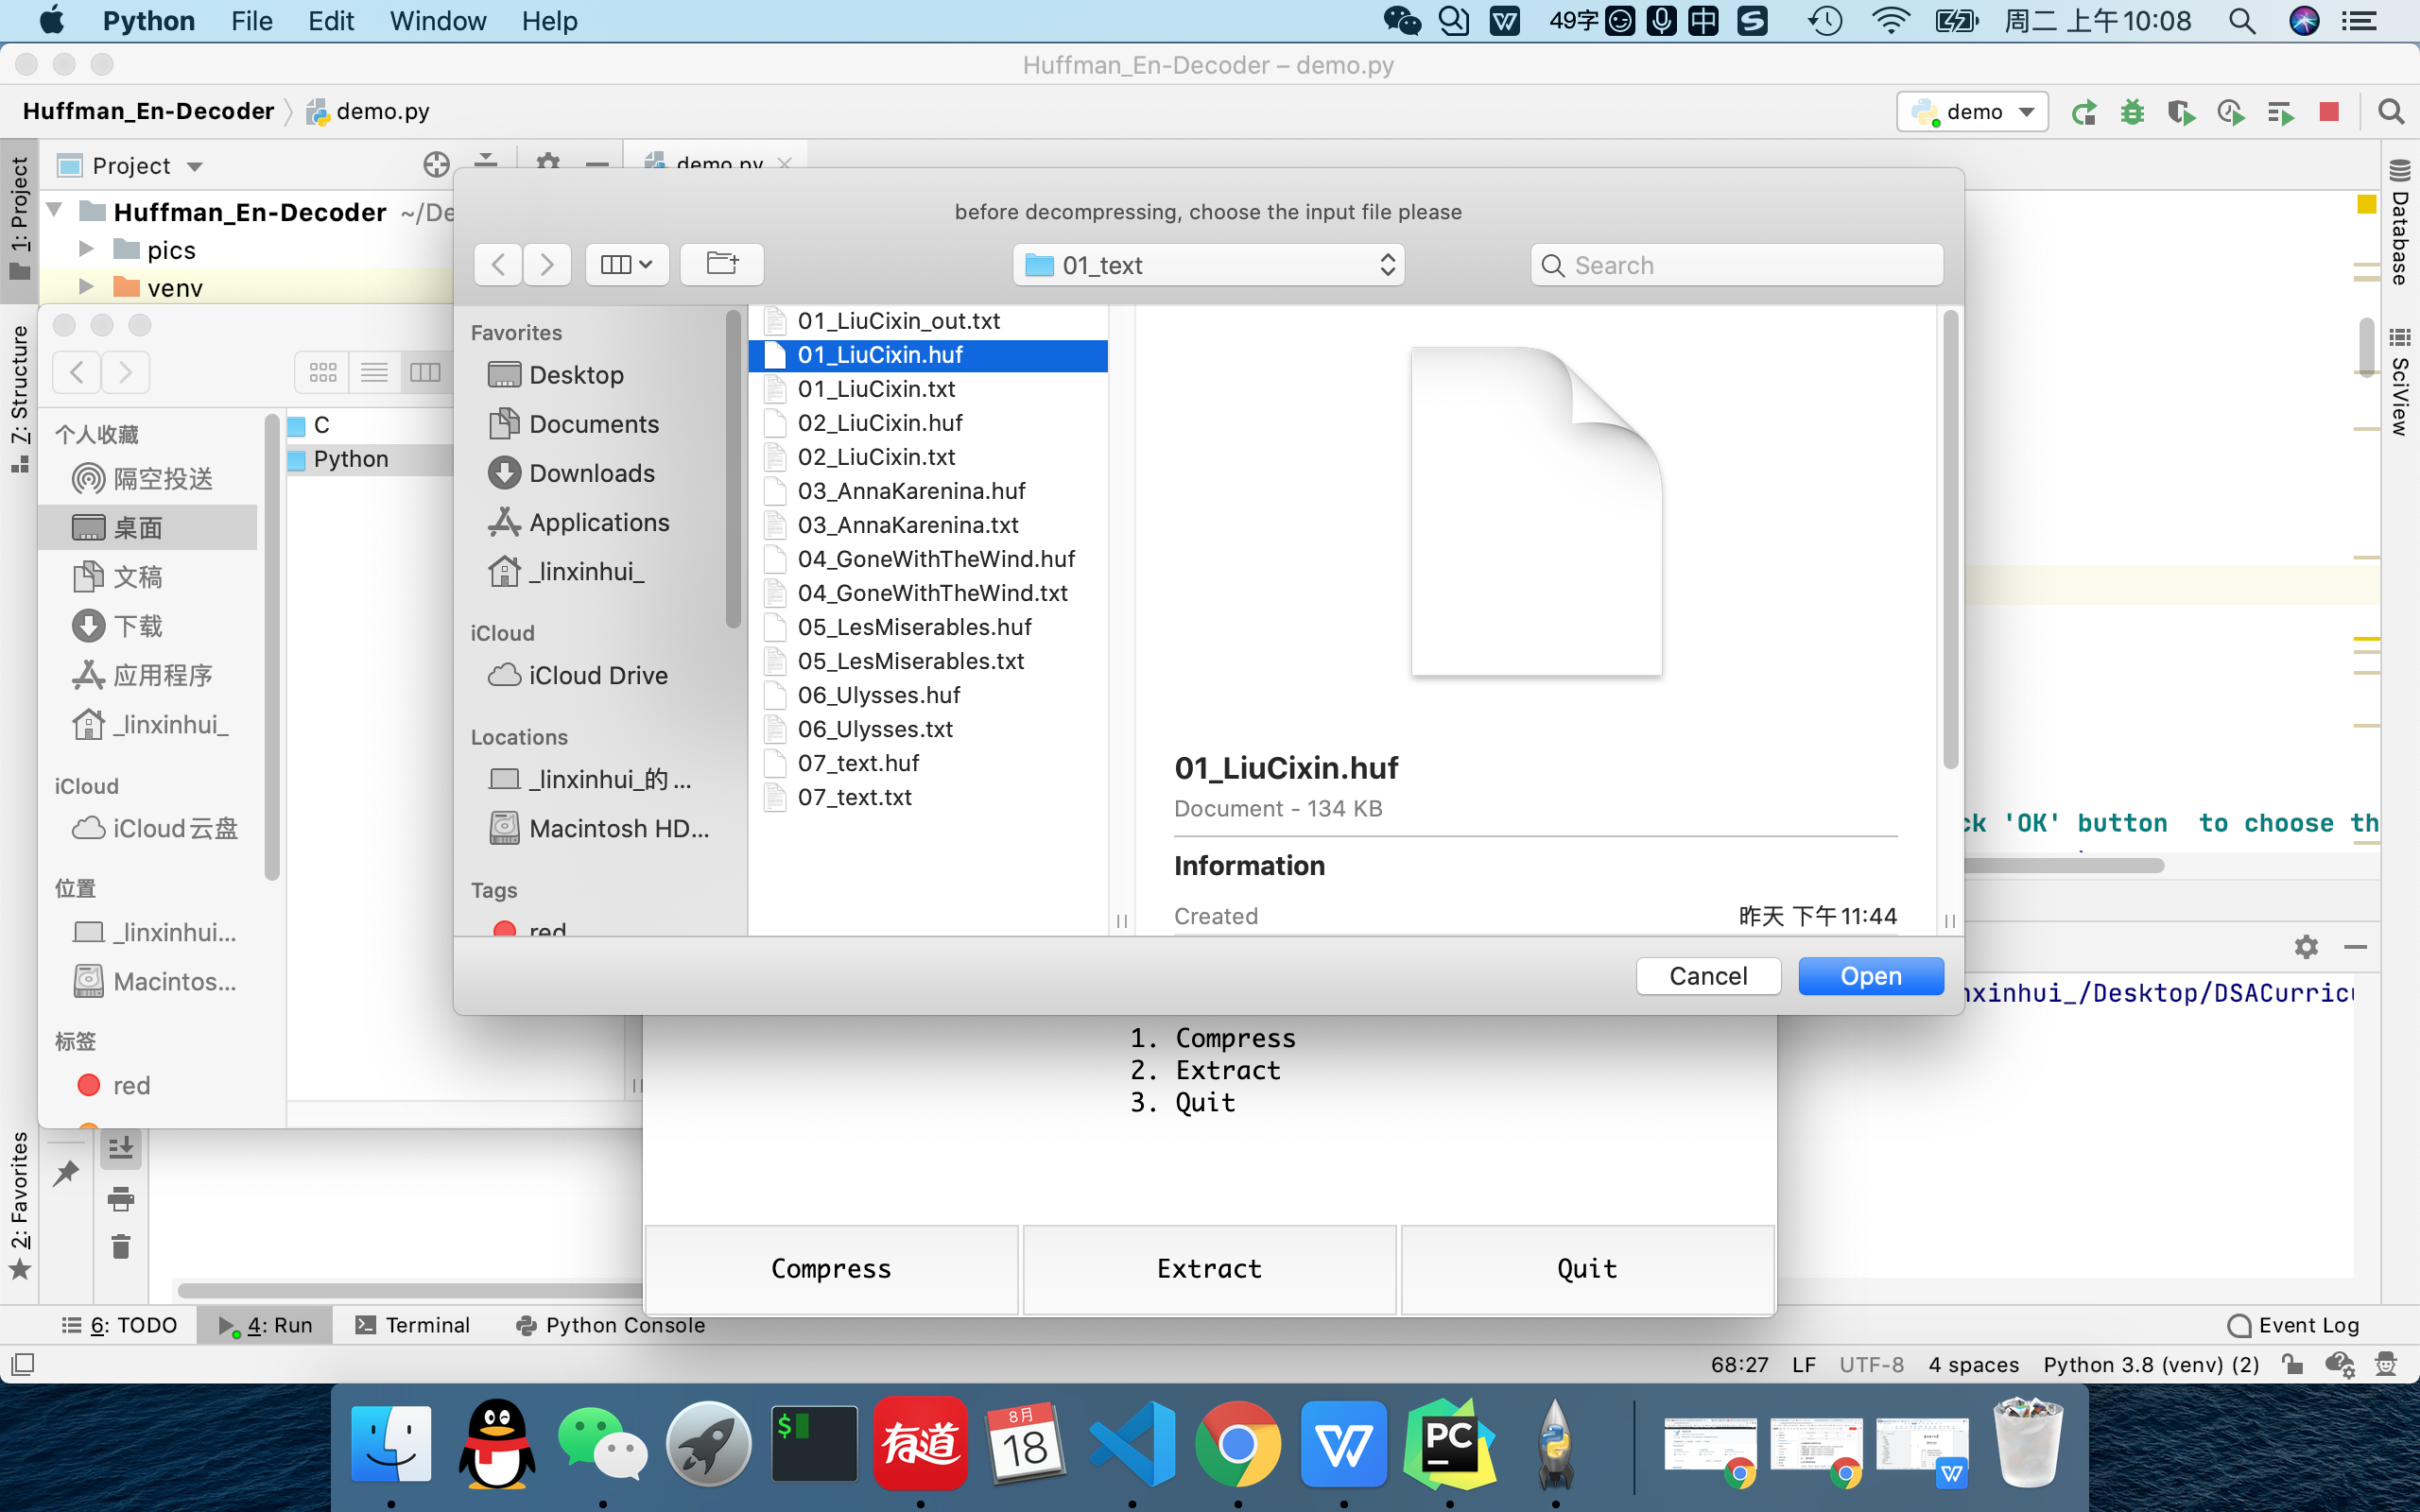 Python File Edit Window Help 49字 中 S 周二 上午10:08
Huffman_En-Decoder – demo.py
Huffman_En-Decoder demo.py demo
1: Project
Project
demo.py
Huffman_En-Decoder ~/De
pics
venv
7: Structure
2: Favorites
Database
SciView
个人收藏
隔空投送
桌面
文稿
下载
应用程序
_linxinhui_
iCloud
iCloud云盘
位置
_linxinhui...
Macintos...
标签
red
C
Python
before decompressing, choose the input file please
01_text
Search
Favorites
Desktop
Documents
Downloads
Applications
_linxinhui_
iCloud
iCloud Drive
Locations
_linxinhui_的 ...
Macintosh HD...
Tags
red
01_LiuCixin_out.txt
01_LiuCixin.huf
01_LiuCixin.txt
02_LiuCixin.huf
02_LiuCixin.txt
03_AnnaKarenina.huf
03_AnnaKarenina.txt
04_GoneWithTheWind.huf
04_GoneWithTheWind.txt
05_LesMiserables.huf
05_LesMiserables.txt
06_Ulysses.huf
06_Ulysses.txt
07_text.huf
07_text.txt
01_LiuCixin.huf
Document - 134 KB
Information
Created 昨天 下午11:44
Cancel Open
ck 'OK' button  to choose th
nxinhui_/Desktop/DSACurric
1. Compress
2. Extract
3. Quit
Compress Extract Quit
6: TODO 4: Run Terminal Python Console Event Log
68:27 LF UTF-8 4 spaces Python 3.8 (venv) (2)
$ 有道 8月 18 W PC